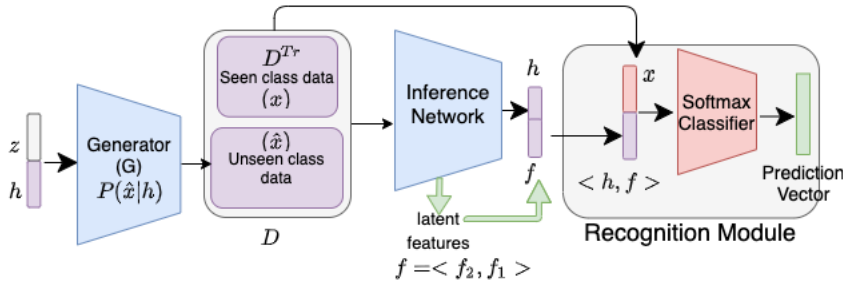 z
h
Generator
(G)
P(x̂|h)
D^{Tr}
Seen class data
(x)
(x̂)
Unseen class
data
D
Inference
Network
latent
features
f =< f_2, f_1 >
h
f
x
< h, f >
Softmax
Classifier
Prediction
Vector
Recognition Module